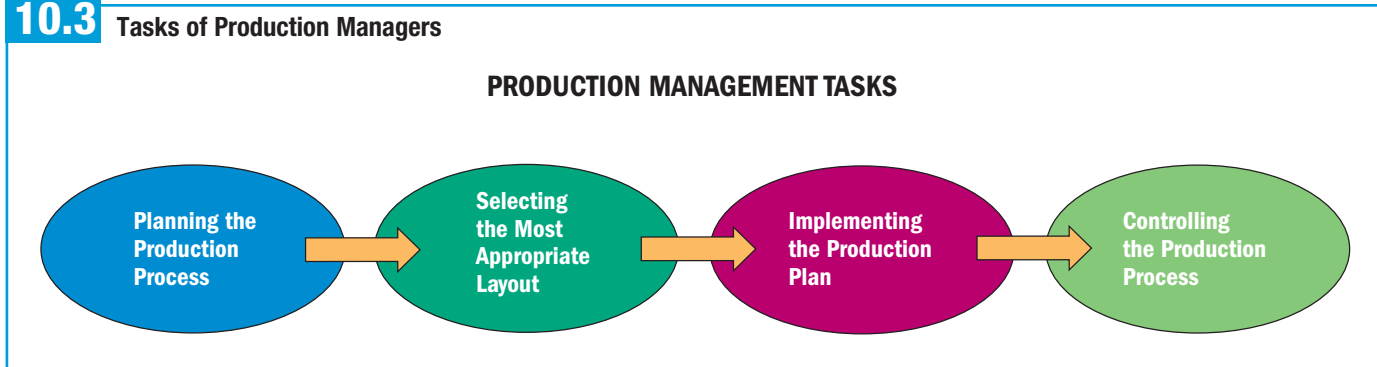 10.3 Tasks of Production Managers
PRODUCTION MANAGEMENT TASKS
Planning the
Production
Process
Selecting
the Most
Appropriate
Layout
Implementing
the Production
Plan
Controlling
the Production
Process